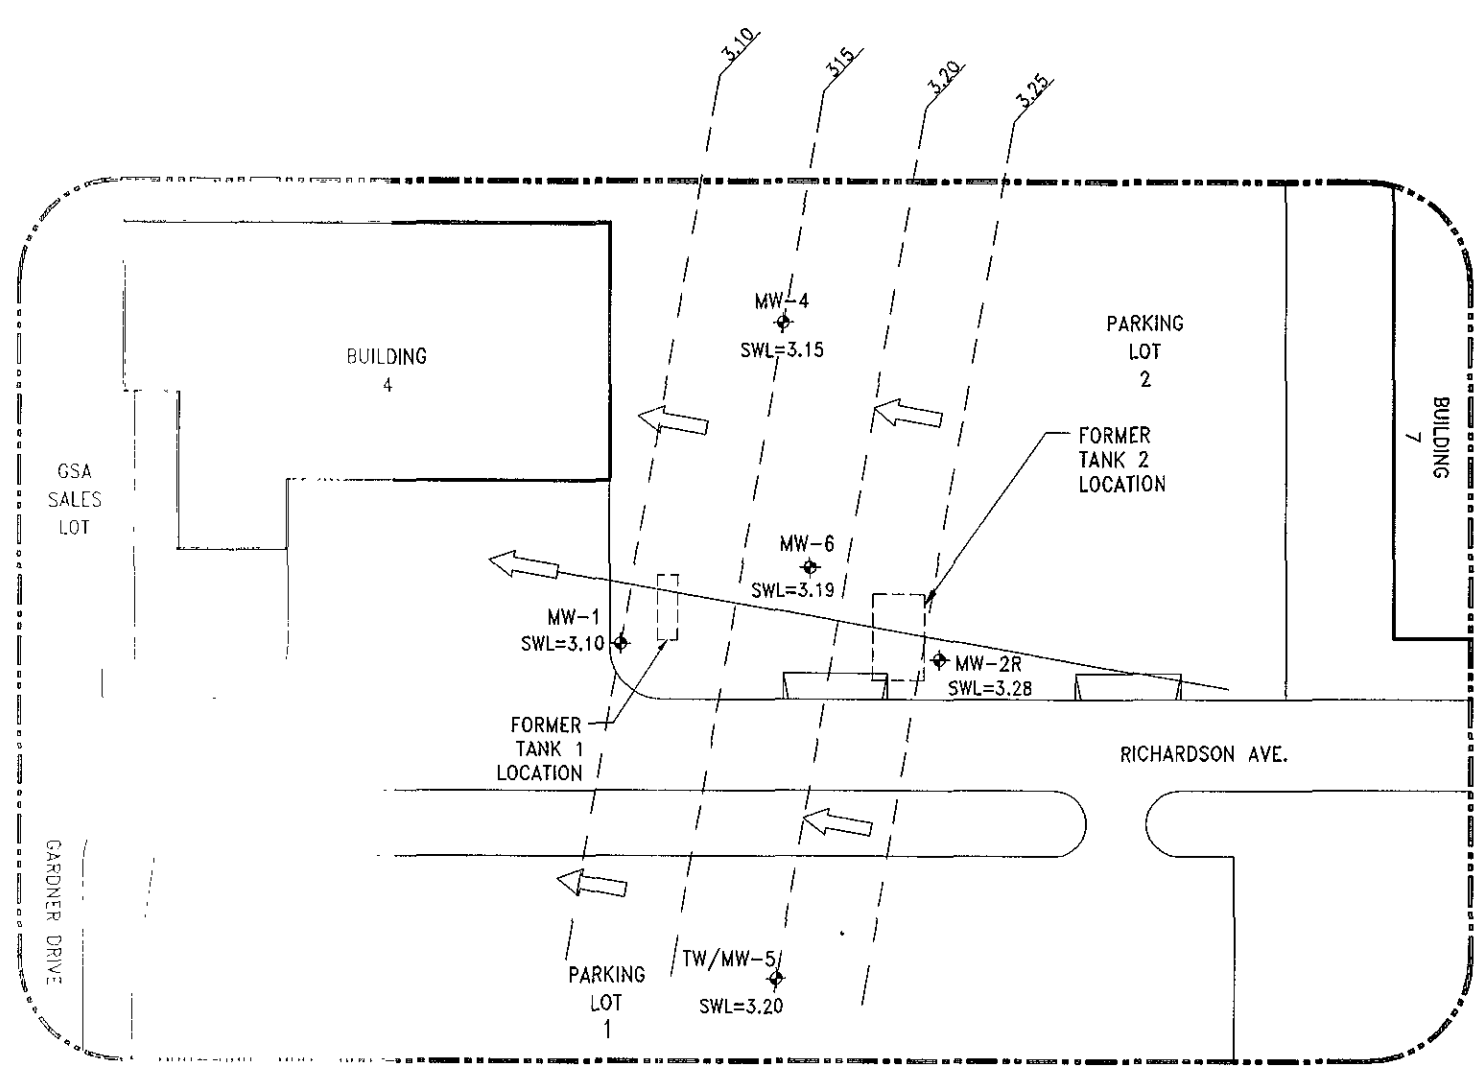 3.10
315
3.20
3.25
MW-4
SWL=3.15
BUILDING
4
PARKING
LOT
2
BUILDING
7
GSA
SALES
LOT
FORMER
TANK 2
LOCATION
MW-6
SWL=3.19
MW-1
SWL=3.10
MW-2R
SWL=3.28
FORMER
TANK 1
LOCATION
RICHARDSON AVE.
GARDNER DRIVE
TW/MW-5
SWL=3.20
PARKING
LOT
1